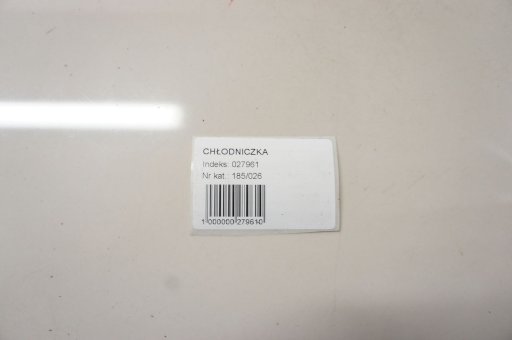 CHŁODNICZKA
Indeks: 027961
Nr kat.: 185/026
1 000000 279610